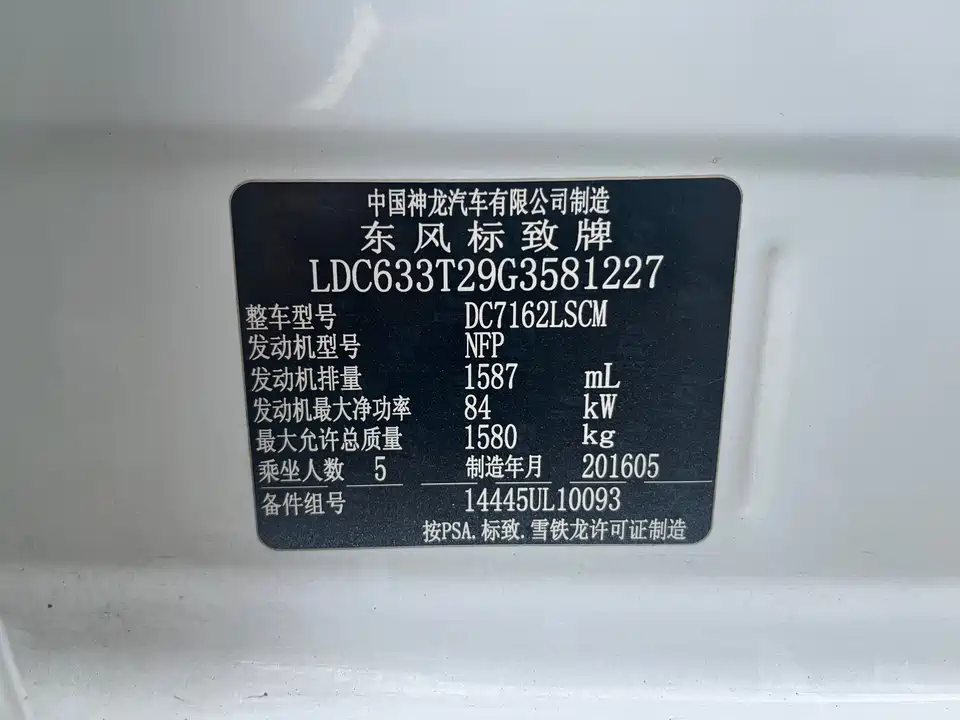 中国神龙汽车有限公司制造
东风标致牌
LDC633T29G3581227
整车型号 DC7162LSCM
发动机型号 NFP
发动机排量 1587 mL
发动机最大净功率 84 kW
最大允许总质量 1580 kg
乘坐人数 5 制造年月 201605
备件组号 14445UL10093
按PSA.标致.雪铁龙许可证制造